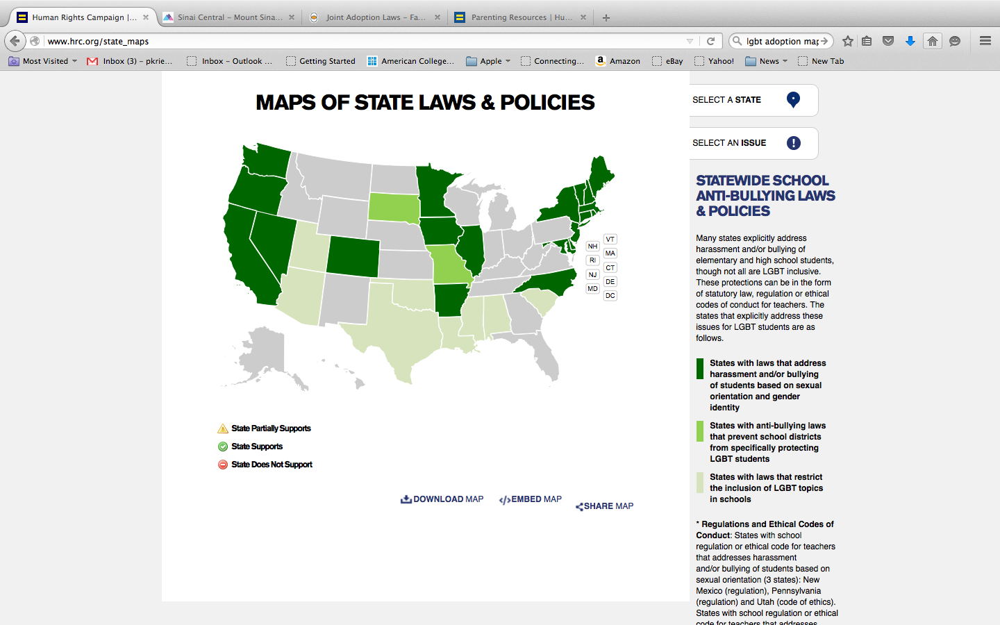 Human Rights Campaign |...
Sinai Central – Mount Sina...
Joint Adoption Laws – Fa...
Parenting Resources | Hu...
www.hrc.org/state_maps
lgbt adoption map
Most Visited
Inbox (3) – pkrie...
Inbox – Outlook ...
Getting Started
American College...
Apple
Connecting...
Amazon
eBay
Yahoo!
News
New Tab
MAPS OF STATE LAWS & POLICIES
VT
NH
MA
RI
CT
NJ
DE
MD
DC
State Partially Supports
State Supports
State Does Not Support
DOWNLOAD MAP
EMBED MAP
SHARE MAP
SELECT A STATE
SELECT AN ISSUE
STATEWIDE SCHOOL
ANTI-BULLYING LAWS
& POLICIES
Many states explicitly address
harassment and/or bullying of
elementary and high school students,
though not all are LGBT inclusive.
These protections can be in the form
of statutory law, regulation or ethical
codes of conduct for teachers. The
states that explicitly address these
issues for LGBT students are as
follows.
States with laws that address
harassment and/or bullying
of students based on sexual
orientation and gender
identity
States with anti-bullying laws
that prevent school districts
from specifically protecting
LGBT students
States with laws that restrict
the inclusion of LGBT topics
in schools
* Regulations and Ethical Codes of
Conduct: States with school
regulation or ethical code for teachers
that addresses harassment
and/or bullying of students based on
sexual orientation (3 states): New
Mexico (regulation), Pennsylvania
(regulation) and Utah (code of ethics).
States with school regulation or ethical
code for teachers that addresses